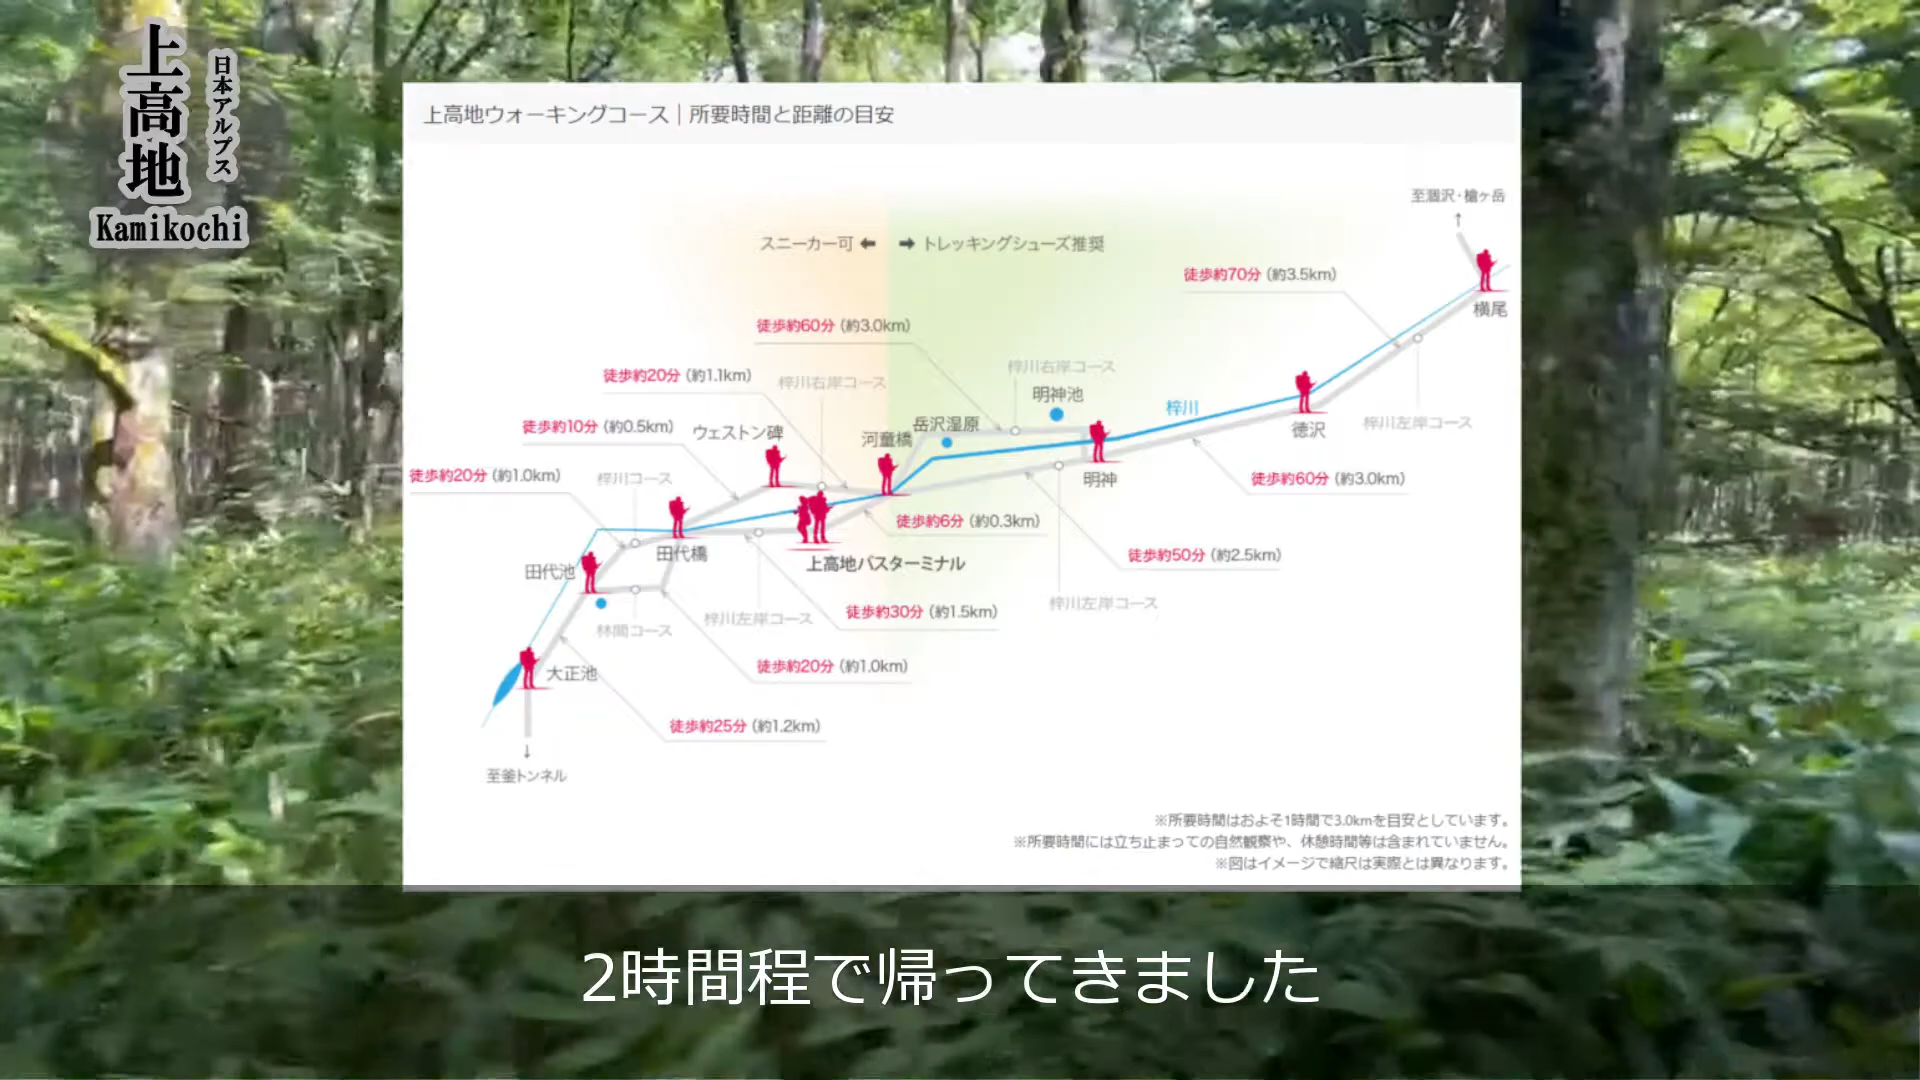 上高地
日本アルプス
Kamikochi
上高地ウォーキングコース｜所要時間と距離の目安
至涸沢・槍ヶ岳
↑
スニーカー可 ← → トレッキングシューズ推奨
徒歩約70分 (約3.5km)
横尾
徒歩約60分 (約3.0km)
梓川右岸コース
徒歩約20分 (約1.1km)
梓川右岸コース
明神池
梓川
岳沢湿原
徒歩約10分 (約0.5km)
ウェストン碑
河童橋
徳沢
梓川左岸コース
徒歩約20分 (約1.0km)
梓川コース
明神
徒歩約60分 (約3.0km)
徒歩約6分 (約0.3km)
田代橋
上高地バスターミナル
徒歩約50分 (約2.5km)
田代池
梓川左岸コース
徒歩約30分 (約1.5km)
梓川左岸コース
林間コース
徒歩約20分 (約1.0km)
大正池
徒歩約25分 (約1.2km)
↓
至釜トンネル
※所要時間はおよそ1時間で3.0kmを目安としています。
※所要時間には立ち止まっての自然観察や、休憩時間等は含まれていません。
※図はイメージで縮尺は実際とは異なります。
2時間程で帰ってきました